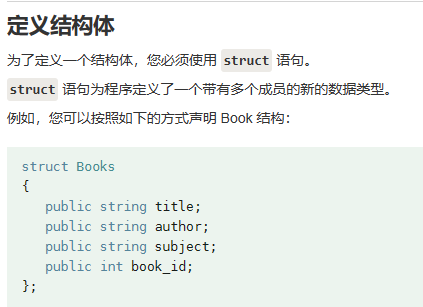 定义结构体
为了定义一个结构体，您必须使用 struct 语句。
struct 语句为程序定义了一个带有多个成员的新的数据类型。
例如，您可以按照如下的方式声明 Book 结构：
struct Books
{
   public string title;
   public string author;
   public string subject;
   public int book_id;
};